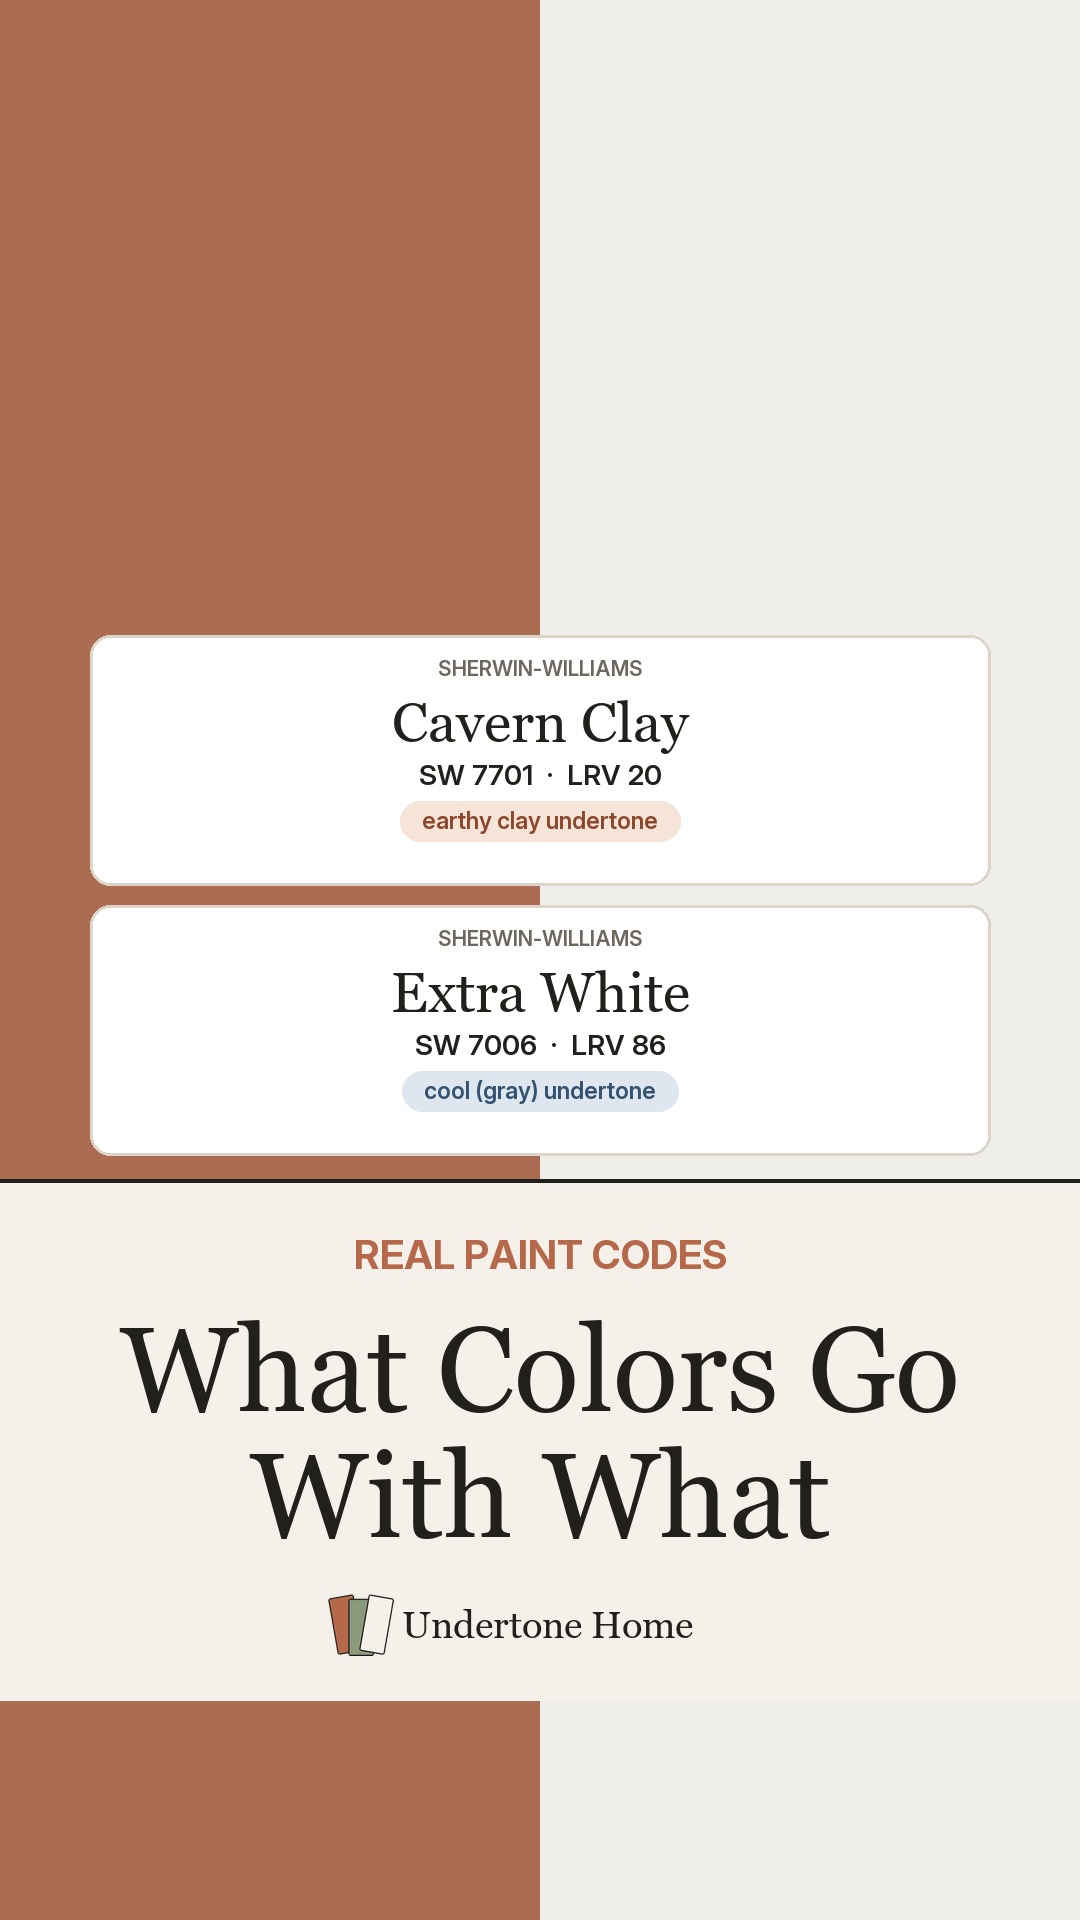 SHERWIN-WILLIAMS
Cavern Clay
SW 7701 · LRV 20
earthy clay undertone
SHERWIN-WILLIAMS
Extra White
SW 7006 · LRV 86
cool (gray) undertone
REAL PAINT CODES
What Colors Go
With What
Undertone Home